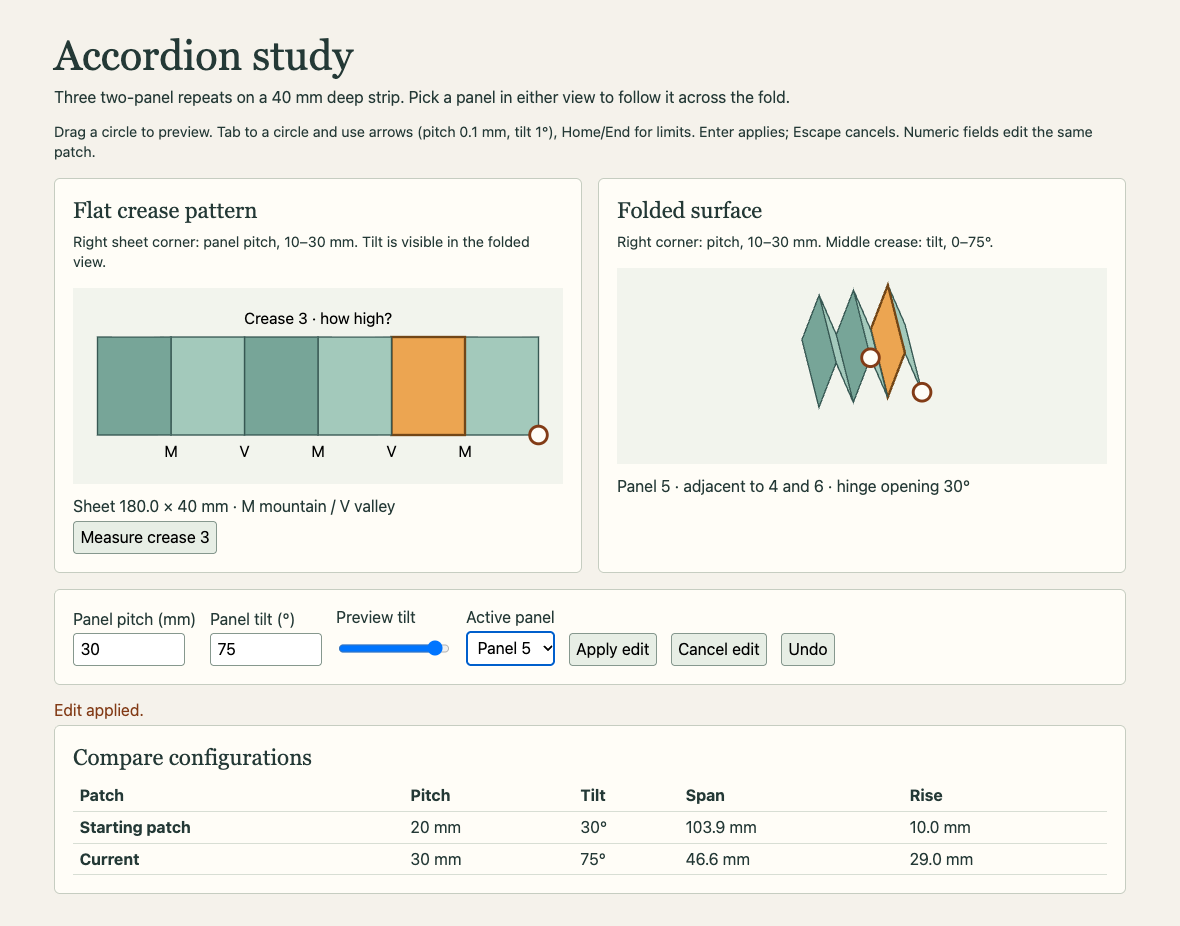 Accordion study
Three two-panel repeats on a 40 mm deep strip. Pick a panel in either view to follow it across the fold.
Drag a circle to preview. Tab to a circle and use arrows (pitch 0.1 mm, tilt 1°), Home/End for limits. Enter applies; Escape cancels. Numeric fields edit the same
patch.
Flat crease pattern
Right sheet corner: panel pitch, 10–30 mm. Tilt is visible in the folded
view.
Crease 3 · how high?
M V M V M
Sheet 180.0 × 40 mm · M mountain / V valley
Measure crease 3
Folded surface
Right corner: pitch, 10–30 mm. Middle crease: tilt, 0–75°.
Panel 5 · adjacent to 4 and 6 · hinge opening 30°
Panel pitch (mm) Panel tilt (°) Preview tilt Active panel
30 75 Panel 5 Apply edit Cancel edit Undo
Edit applied.
Compare configurations
Patch Pitch Tilt Span Rise
Starting patch 20 mm 30° 103.9 mm 10.0 mm
Current 30 mm 75° 46.6 mm 29.0 mm